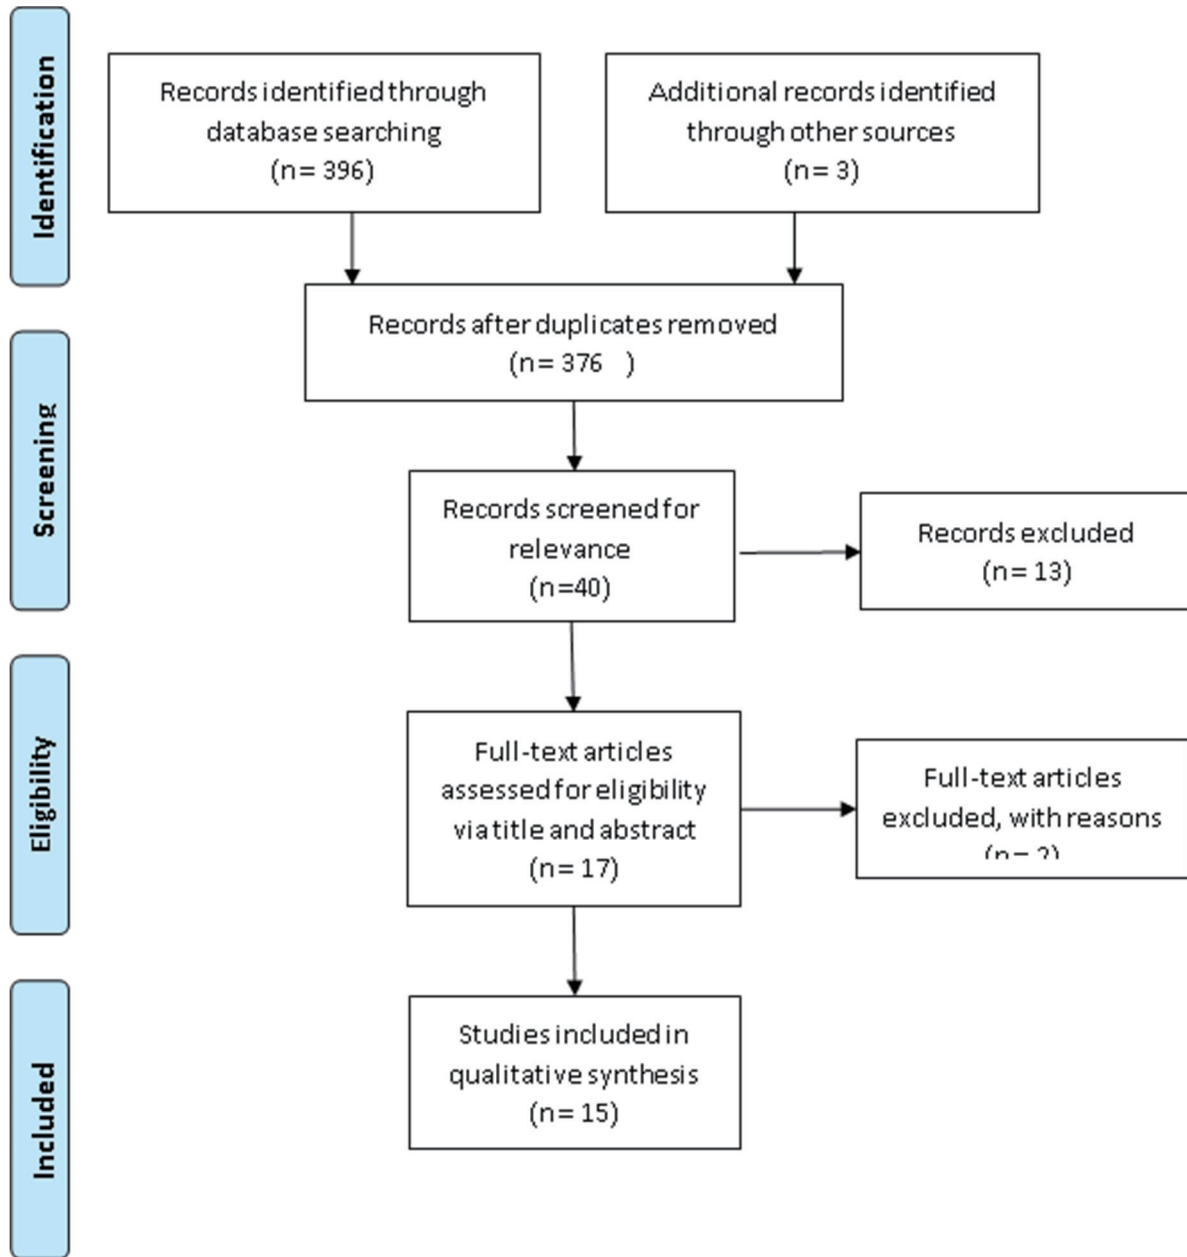 Identification
Records identified through
database searching
(n= 396)
Additional records identified
through other sources
(n= 3)
Records after duplicates removed
(n= 376 )
Screening
Records screened for
relevance
(n=40)
Records excluded
(n= 13)
Eligibility
Full-text articles
assessed for eligibility
via title and abstract
(n= 17)
Full-text articles
excluded, with reasons
(n= 2)
Included
Studies included in
qualitative synthesis
(n= 15)